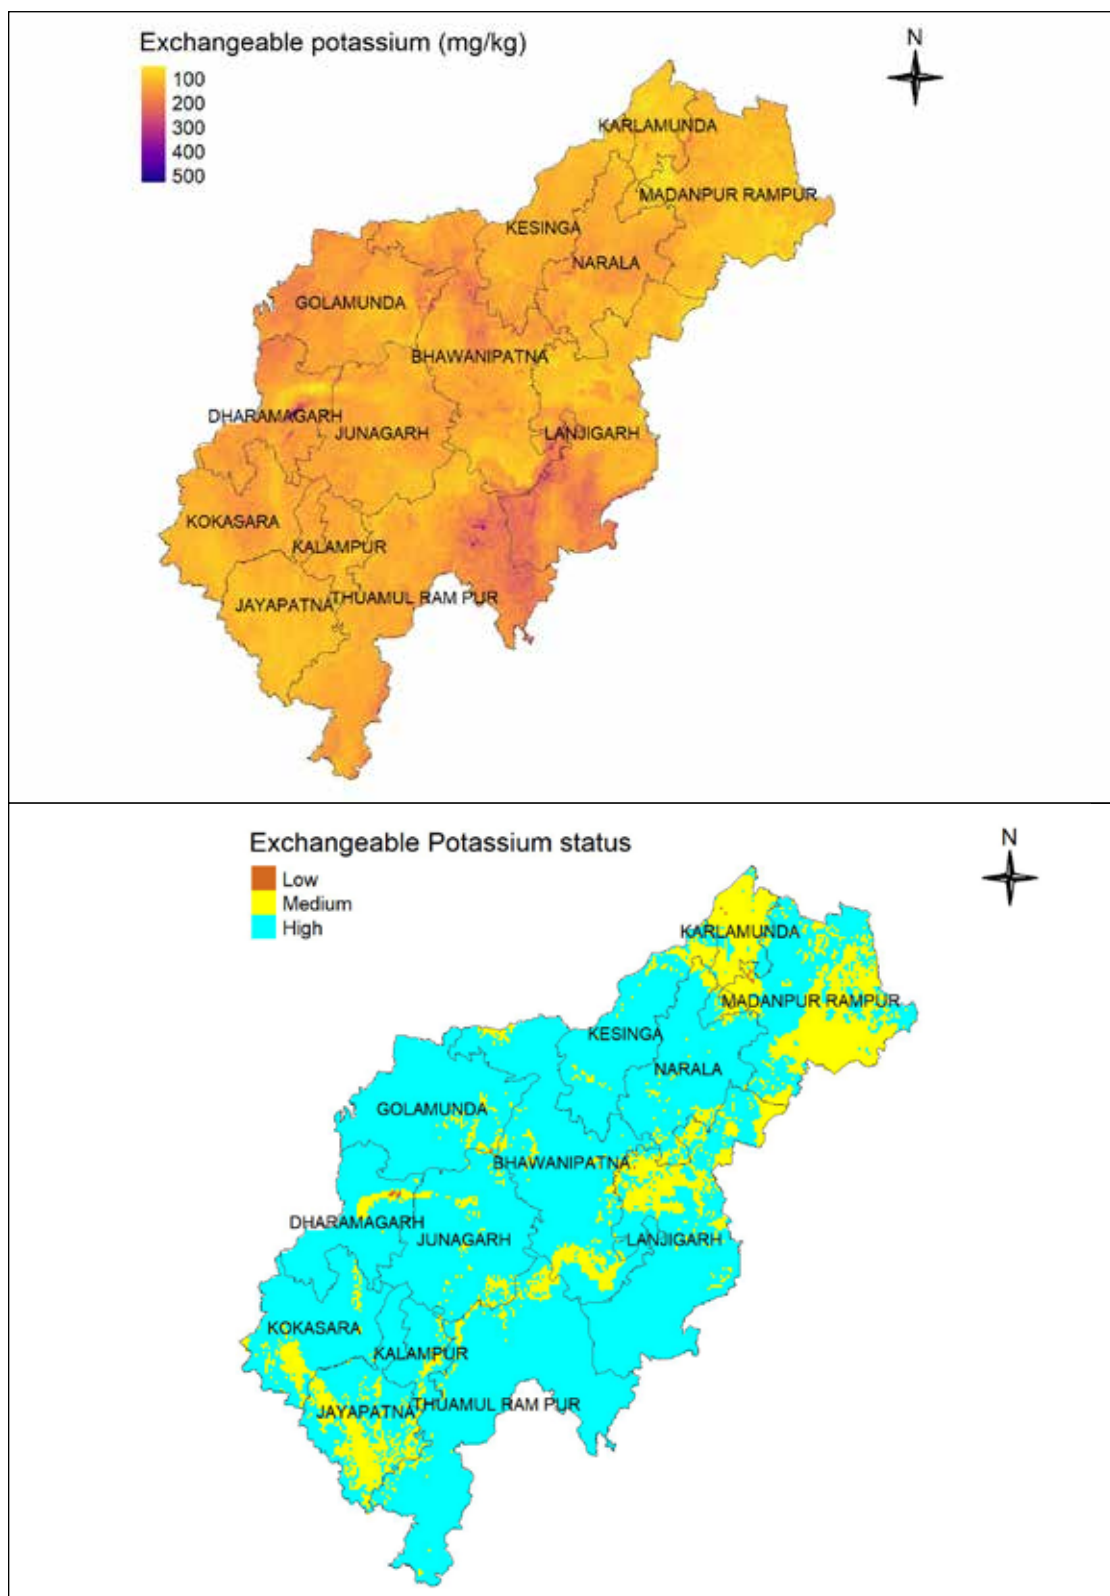 Exchangeable potassium (mg/kg)
N
100
200
300
400
500
KARLAMUNDA
MADANPUR RAMPUR
KESINGA
NARALA
GOLAMUNDA
BHAWANIPATNA
DHARAMAGARH
JUNAGARH
LANJIGARH
KOKASARA
KALAMPUR
JAYAPATNA
THUAMUL RAM PUR
Exchangeable Potassium status
N
Low
Medium
High
KARLAMUNDA
MADANPUR RAMPUR
KESINGA
NARALA
GOLAMUNDA
BHAWANIPATNA
DHARAMAGARH
JUNAGARH
LANJIGARH
KOKASARA
KALAMPUR
JAYAPATNA
THUAMUL RAM PUR